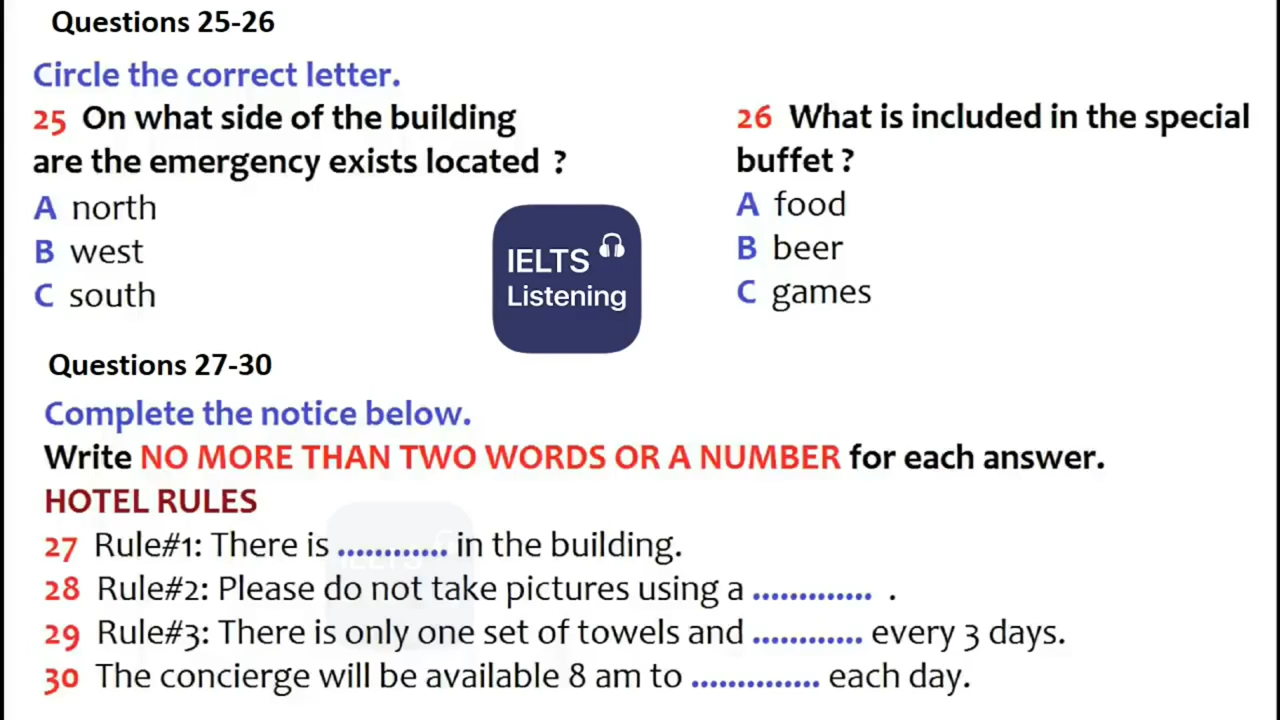 Questions 25-26
Circle the correct letter.
25 On what side of the building
are the emergency exists located ?
A north
B west
C south
26 What is included in the special
buffet ?
A food
B beer
C games
IELTS
Listening
Questions 27-30
Complete the notice below.
Write NO MORE THAN TWO WORDS OR A NUMBER for each answer.
HOTEL RULES
27 Rule#1: There is ............ in the building.
28 Rule#2: Please do not take pictures using a ............. .
29 Rule#3: There is only one set of towels and ............ every 3 days.
30 The concierge will be available 8 am to .............. each day.
IELTS